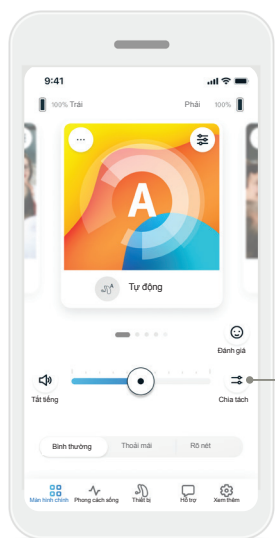 9:41
100% Trái Phải 100%
A
Tự động
Đánh giá
Tắt tiếng Chia tách
Bình thường Thoải mái Rõ nét
Màn hình chính Phong cách sống Thiết bị Hỗ trợ Xem thêm